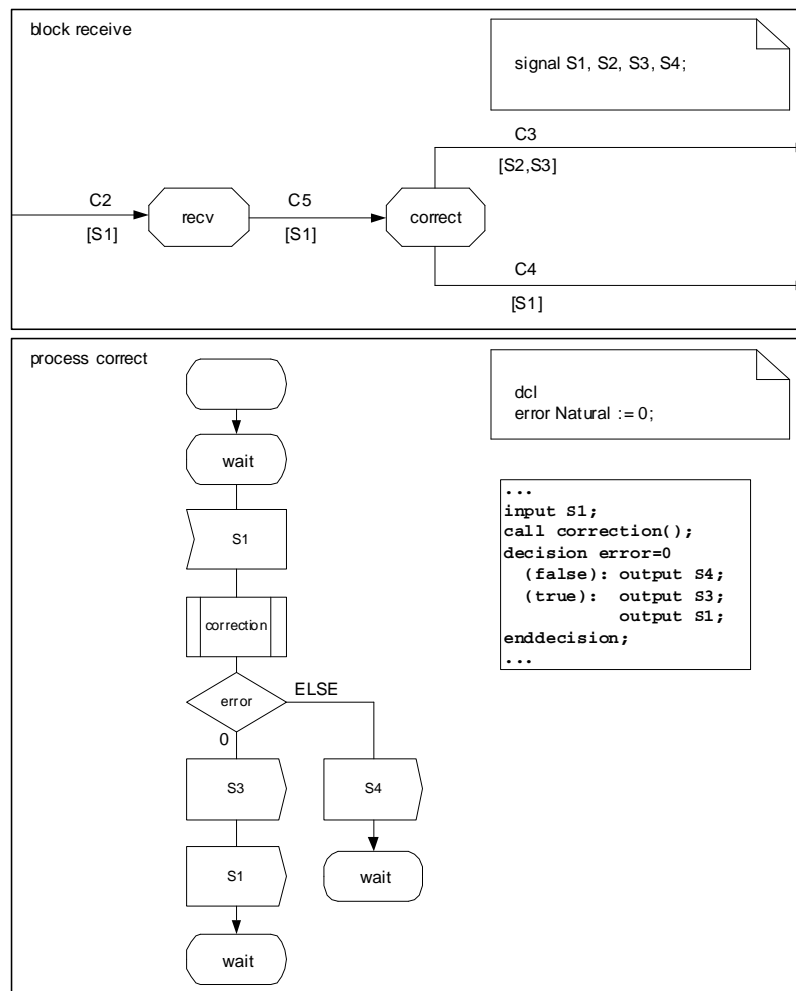 block receive
signal S1, S2, S3, S4;
C3
[S2,S3]
C2
C5
recv
correct
[S1]
[S1]
C4
[S1]
process correct
dcl
error Natural := 0;
wait
S1
correction
error
ELSE
0
S3
S4
S1
wait
wait
...
input S1;
call correction();
decision error=0
(false): output S4;
(true): output S3;
output S1;
enddecision;
...